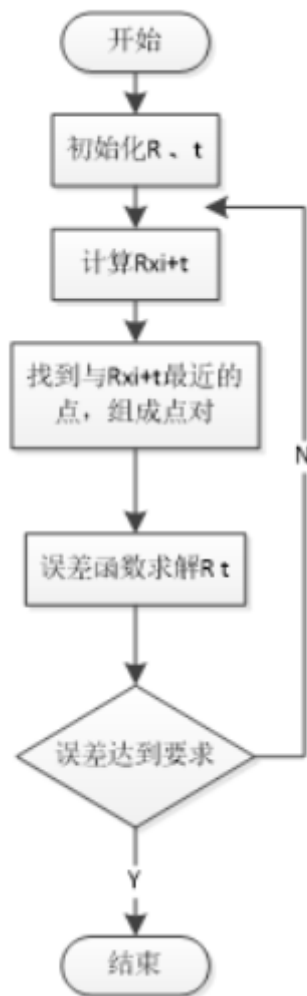 开始
初始化R、t
计算Rxi+t
找到与Rxi+t最近的
点，组成点对
N
误差函数求解R t
误差达到要求
Y
结束